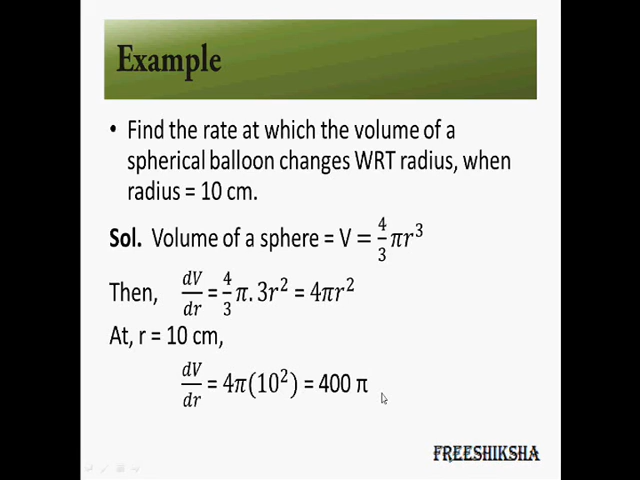 Example
• Find the rate at which the volume of a
spherical balloon changes WRT radius, when
radius = 10 cm.
Sol. Volume of a sphere = V = 4/3 πr³
Then, dV/dr = 4/3 π. 3r² = 4πr²
At, r = 10 cm,
dV/dr = 4π(10²) = 400 π
FREESHIKSHA